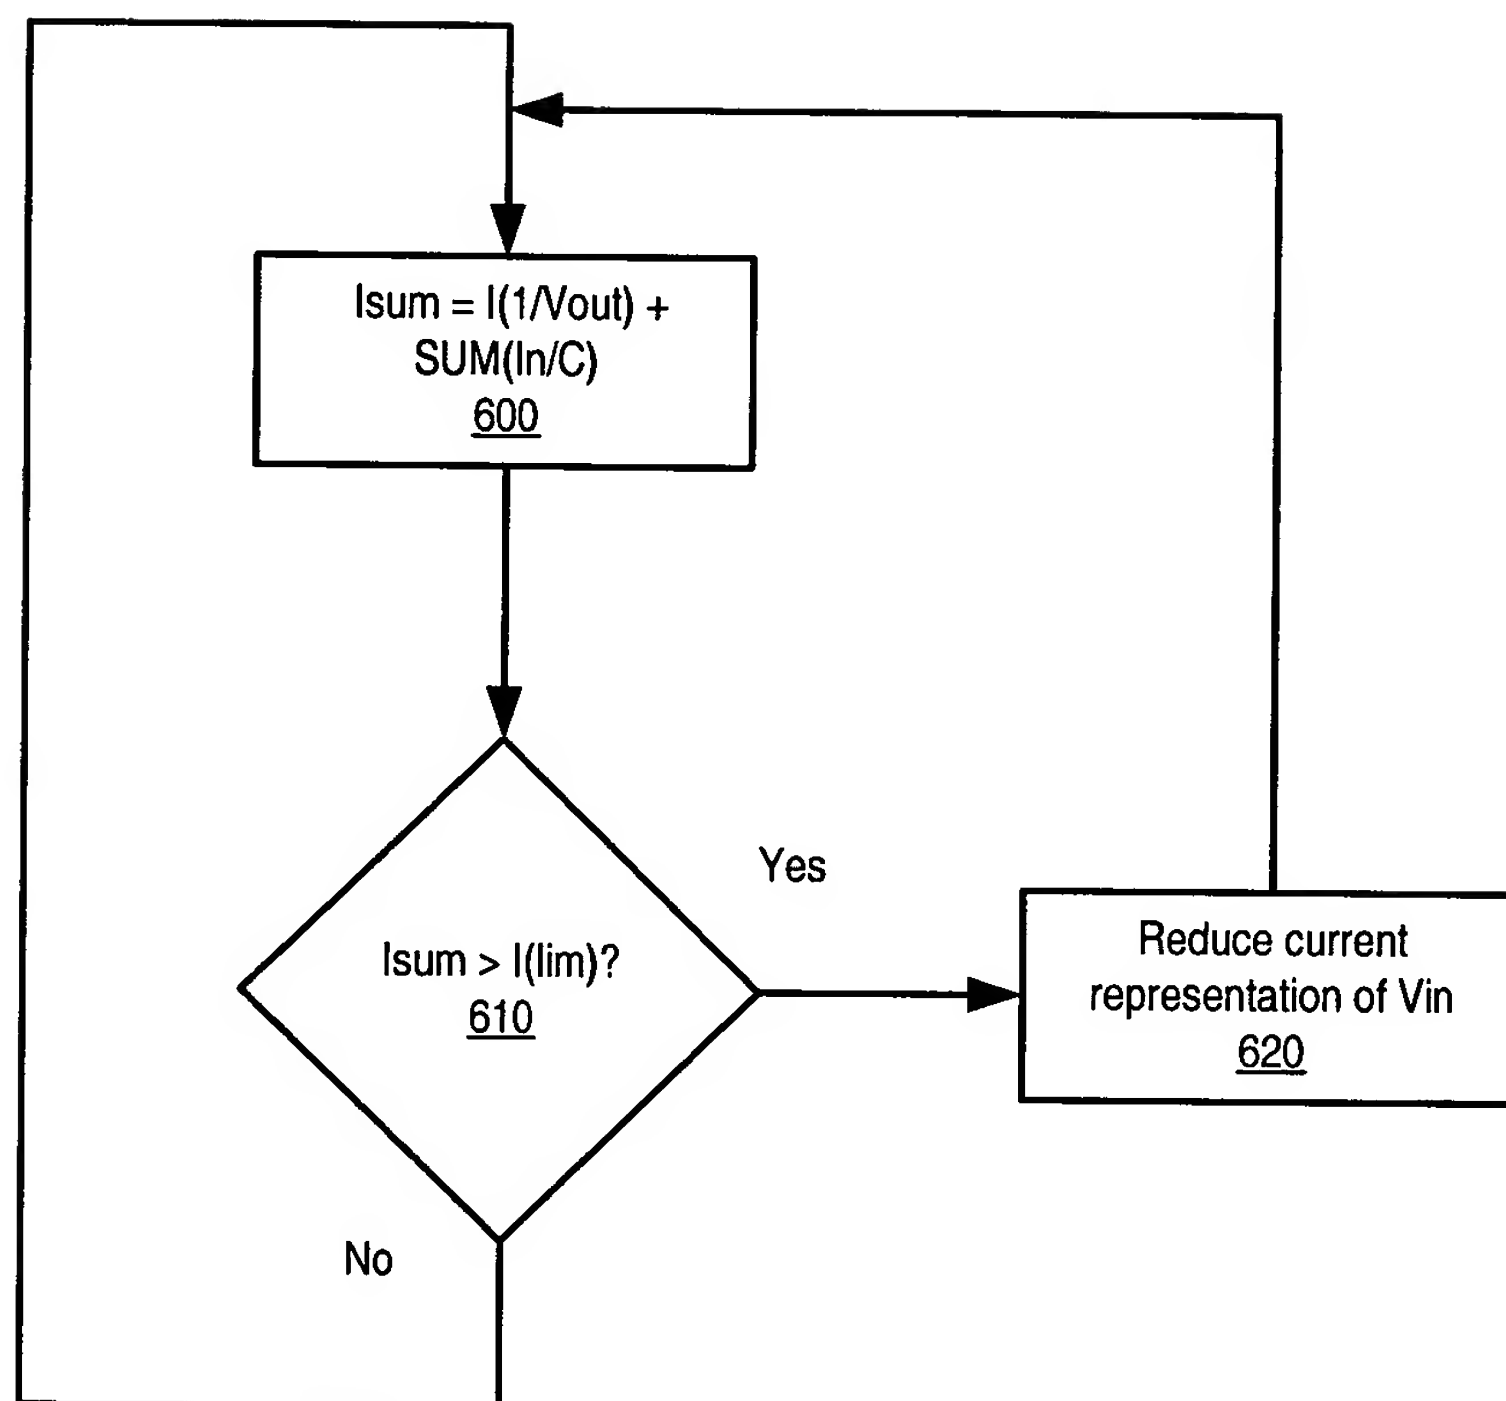 Isum = I(1/Vout) +
SUM(In/C)
600
Yes
Isum > I(lim)?
610
Reduce current
representation of Vin
620
No